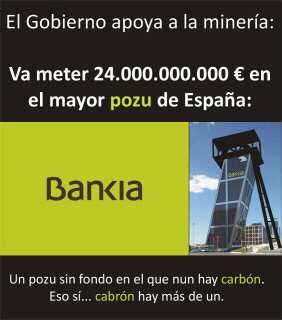 El Gobierno apoya a la minería:
Va meter 24.000.000.000 € en
el mayor pozu de España:
Bankia
Un pozu sin fondo en el que nun hay carbón.
Eso sí... cabrón hay más de un.